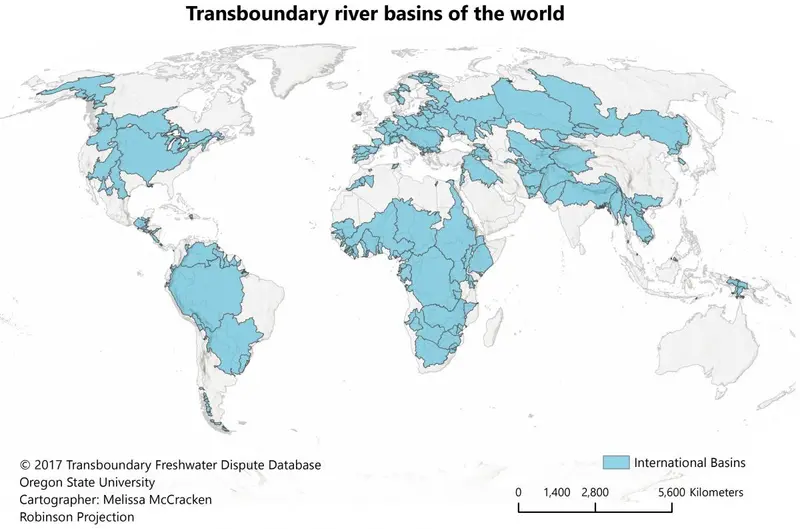 Transboundary river basins of the world
© 2017 Transboundary Freshwater Dispute Database
Oregon State University
Cartographer: Melissa McCracken
Robinson Projection
International Basins
0 1,400 2,800 5,600 Kilometers